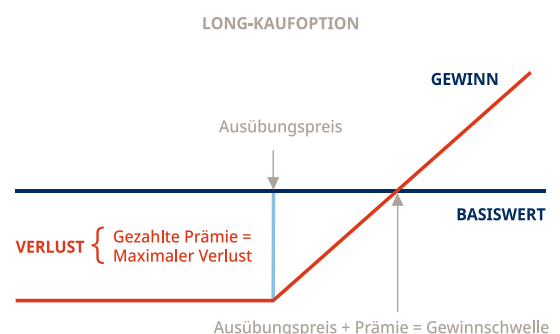 LONG-KAUFOPTION
GEWINN
Ausübungspreis
BASISWERT
VERLUST { Gezahlte Prämie =
Maximaler Verlust
Ausübungspreis + Prämie = Gewinnschwelle